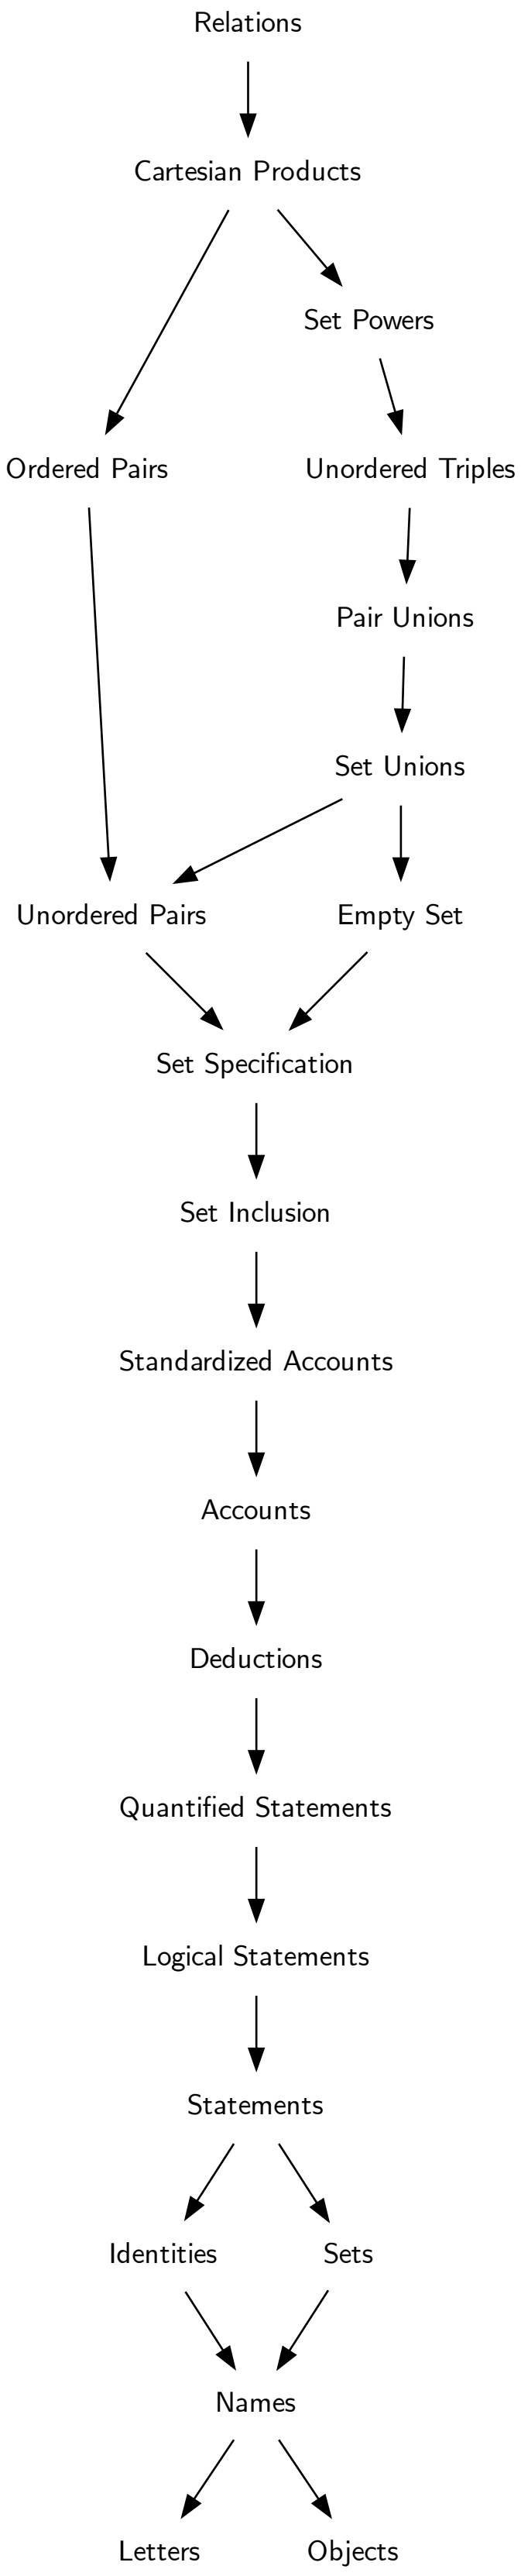 Relations
Cartesian Products
Set Powers
Ordered Pairs
Unordered Triples
Pair Unions
Set Unions
Unordered Pairs
Empty Set
Set Specification
Set Inclusion
Standardized Accounts
Accounts
Deductions
Quantified Statements
Logical Statements
Statements
Identities
Sets
Names
Letters
Objects